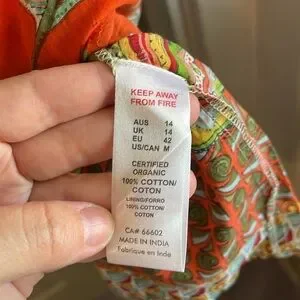 KEEP AWAY
FROM FIRE
AUS 14
UK 14
EU 42
US/CAN M
CERTIFIED
ORGANIC
100% COTTON/
COTON
LINING/FORRO
100% COTTON/
COTON
CA# 66602
MADE IN INDIA
Fabrique en Inde